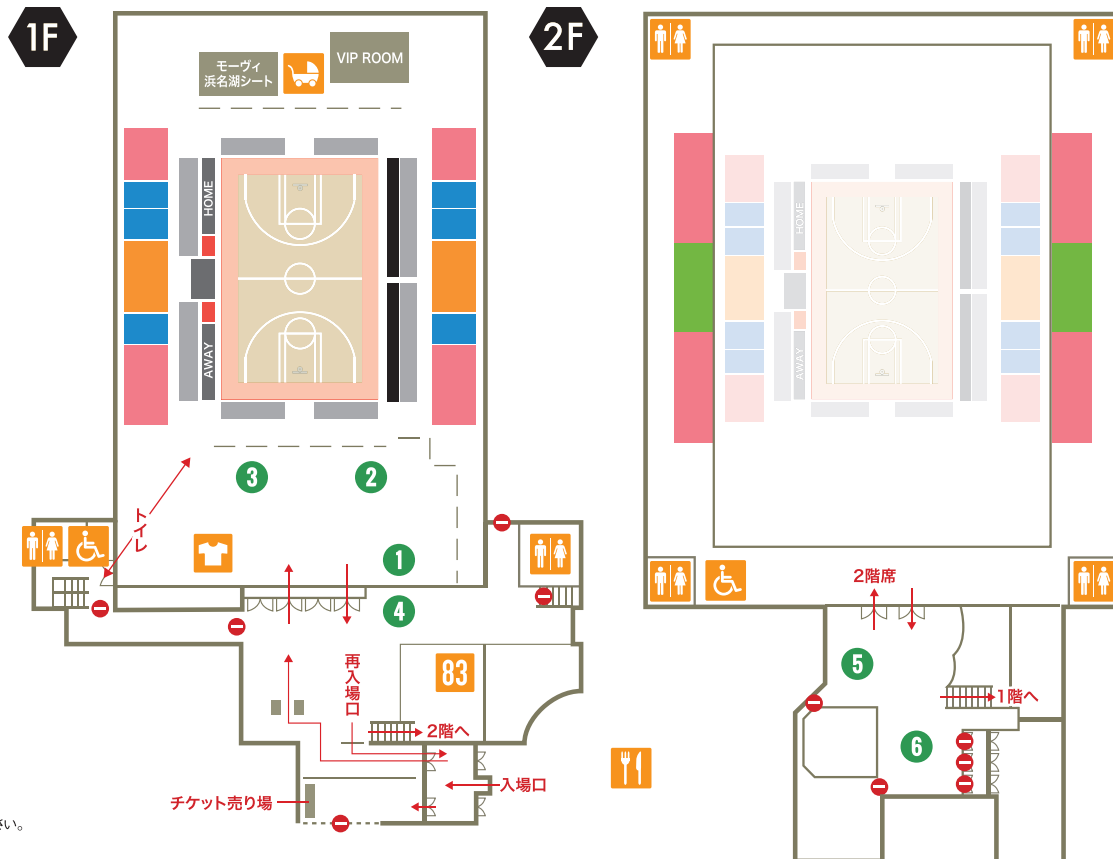 1F
モーヴィ
浜名湖シート
VIP ROOM
HOME
AWAY
3
2
トイレ
1
4
再入場口
83
2階へ
入場口
チケット売り場
さい。
2F
HOME
AWAY
2階席
5
1階へ
6